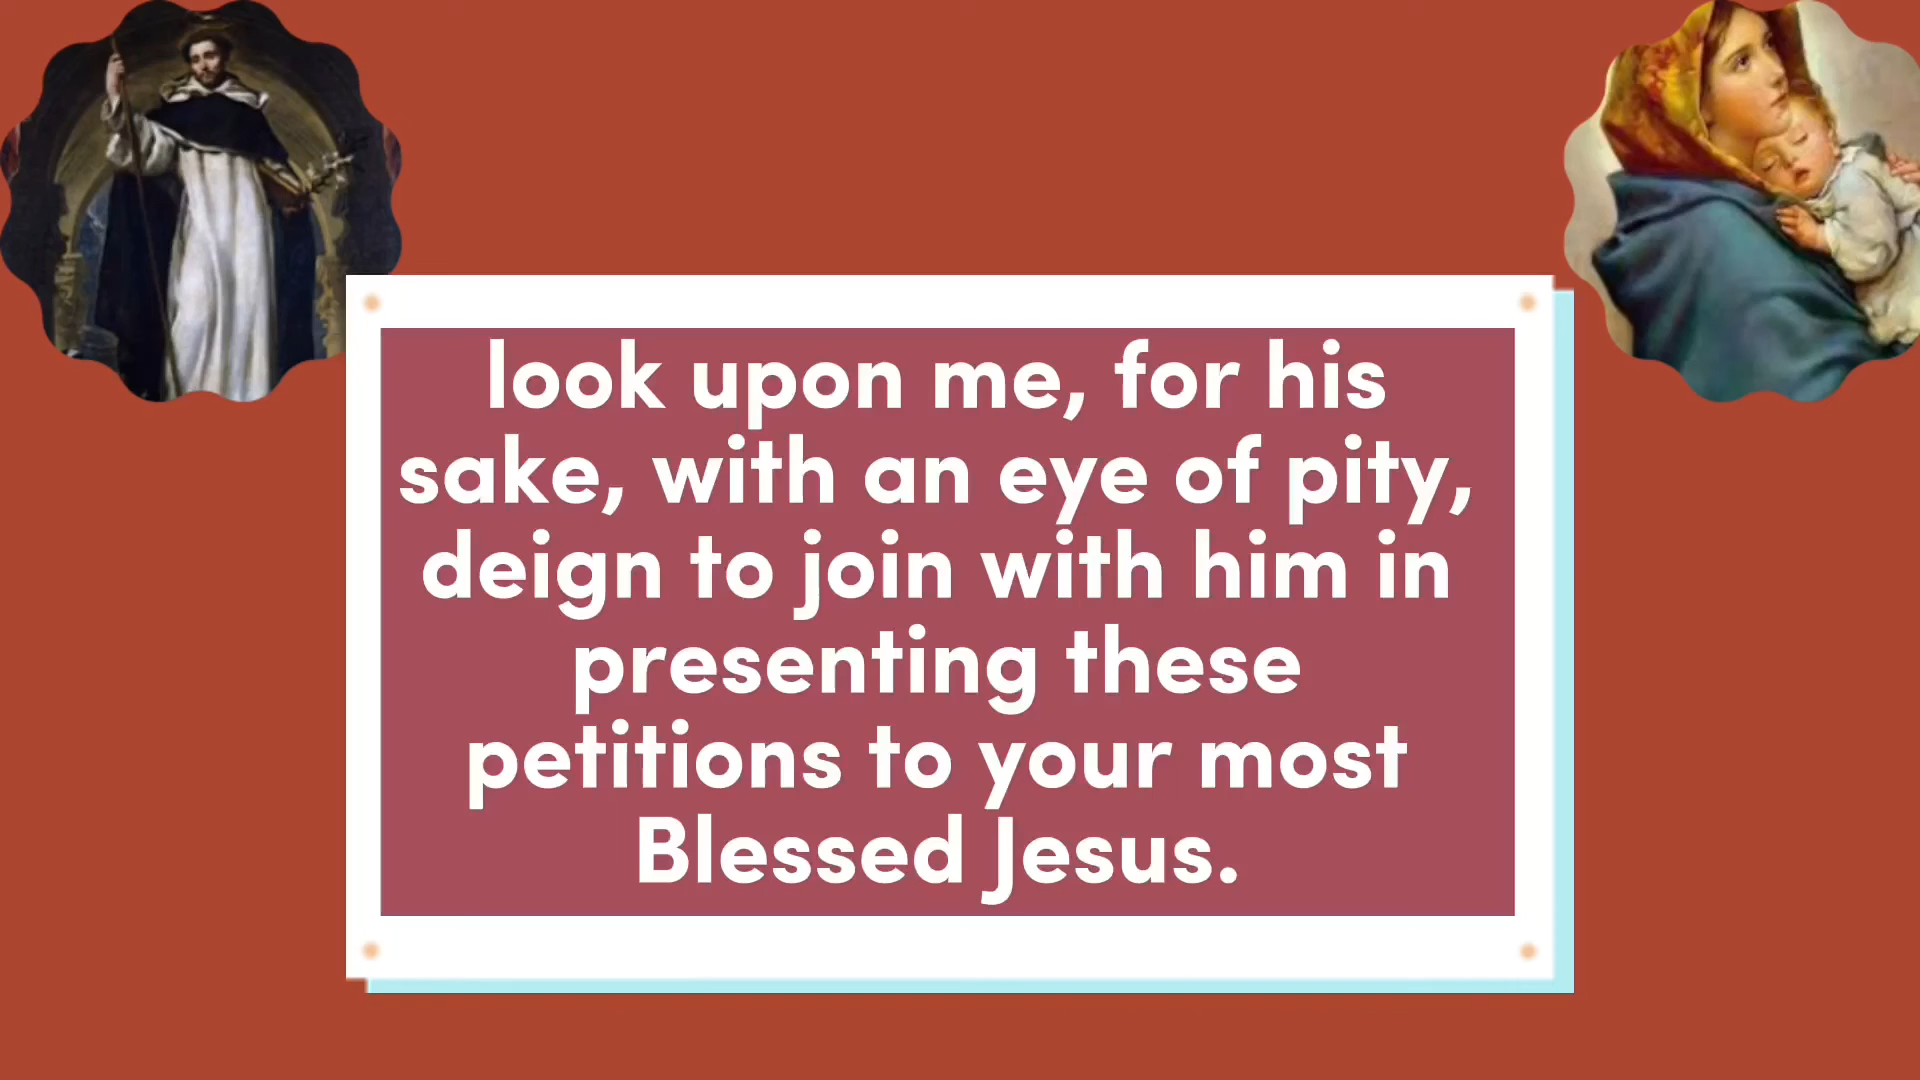 look upon me, for his
sake, with an eye of pity,
deign to join with him in
presenting these
petitions to your most
Blessed Jesus.